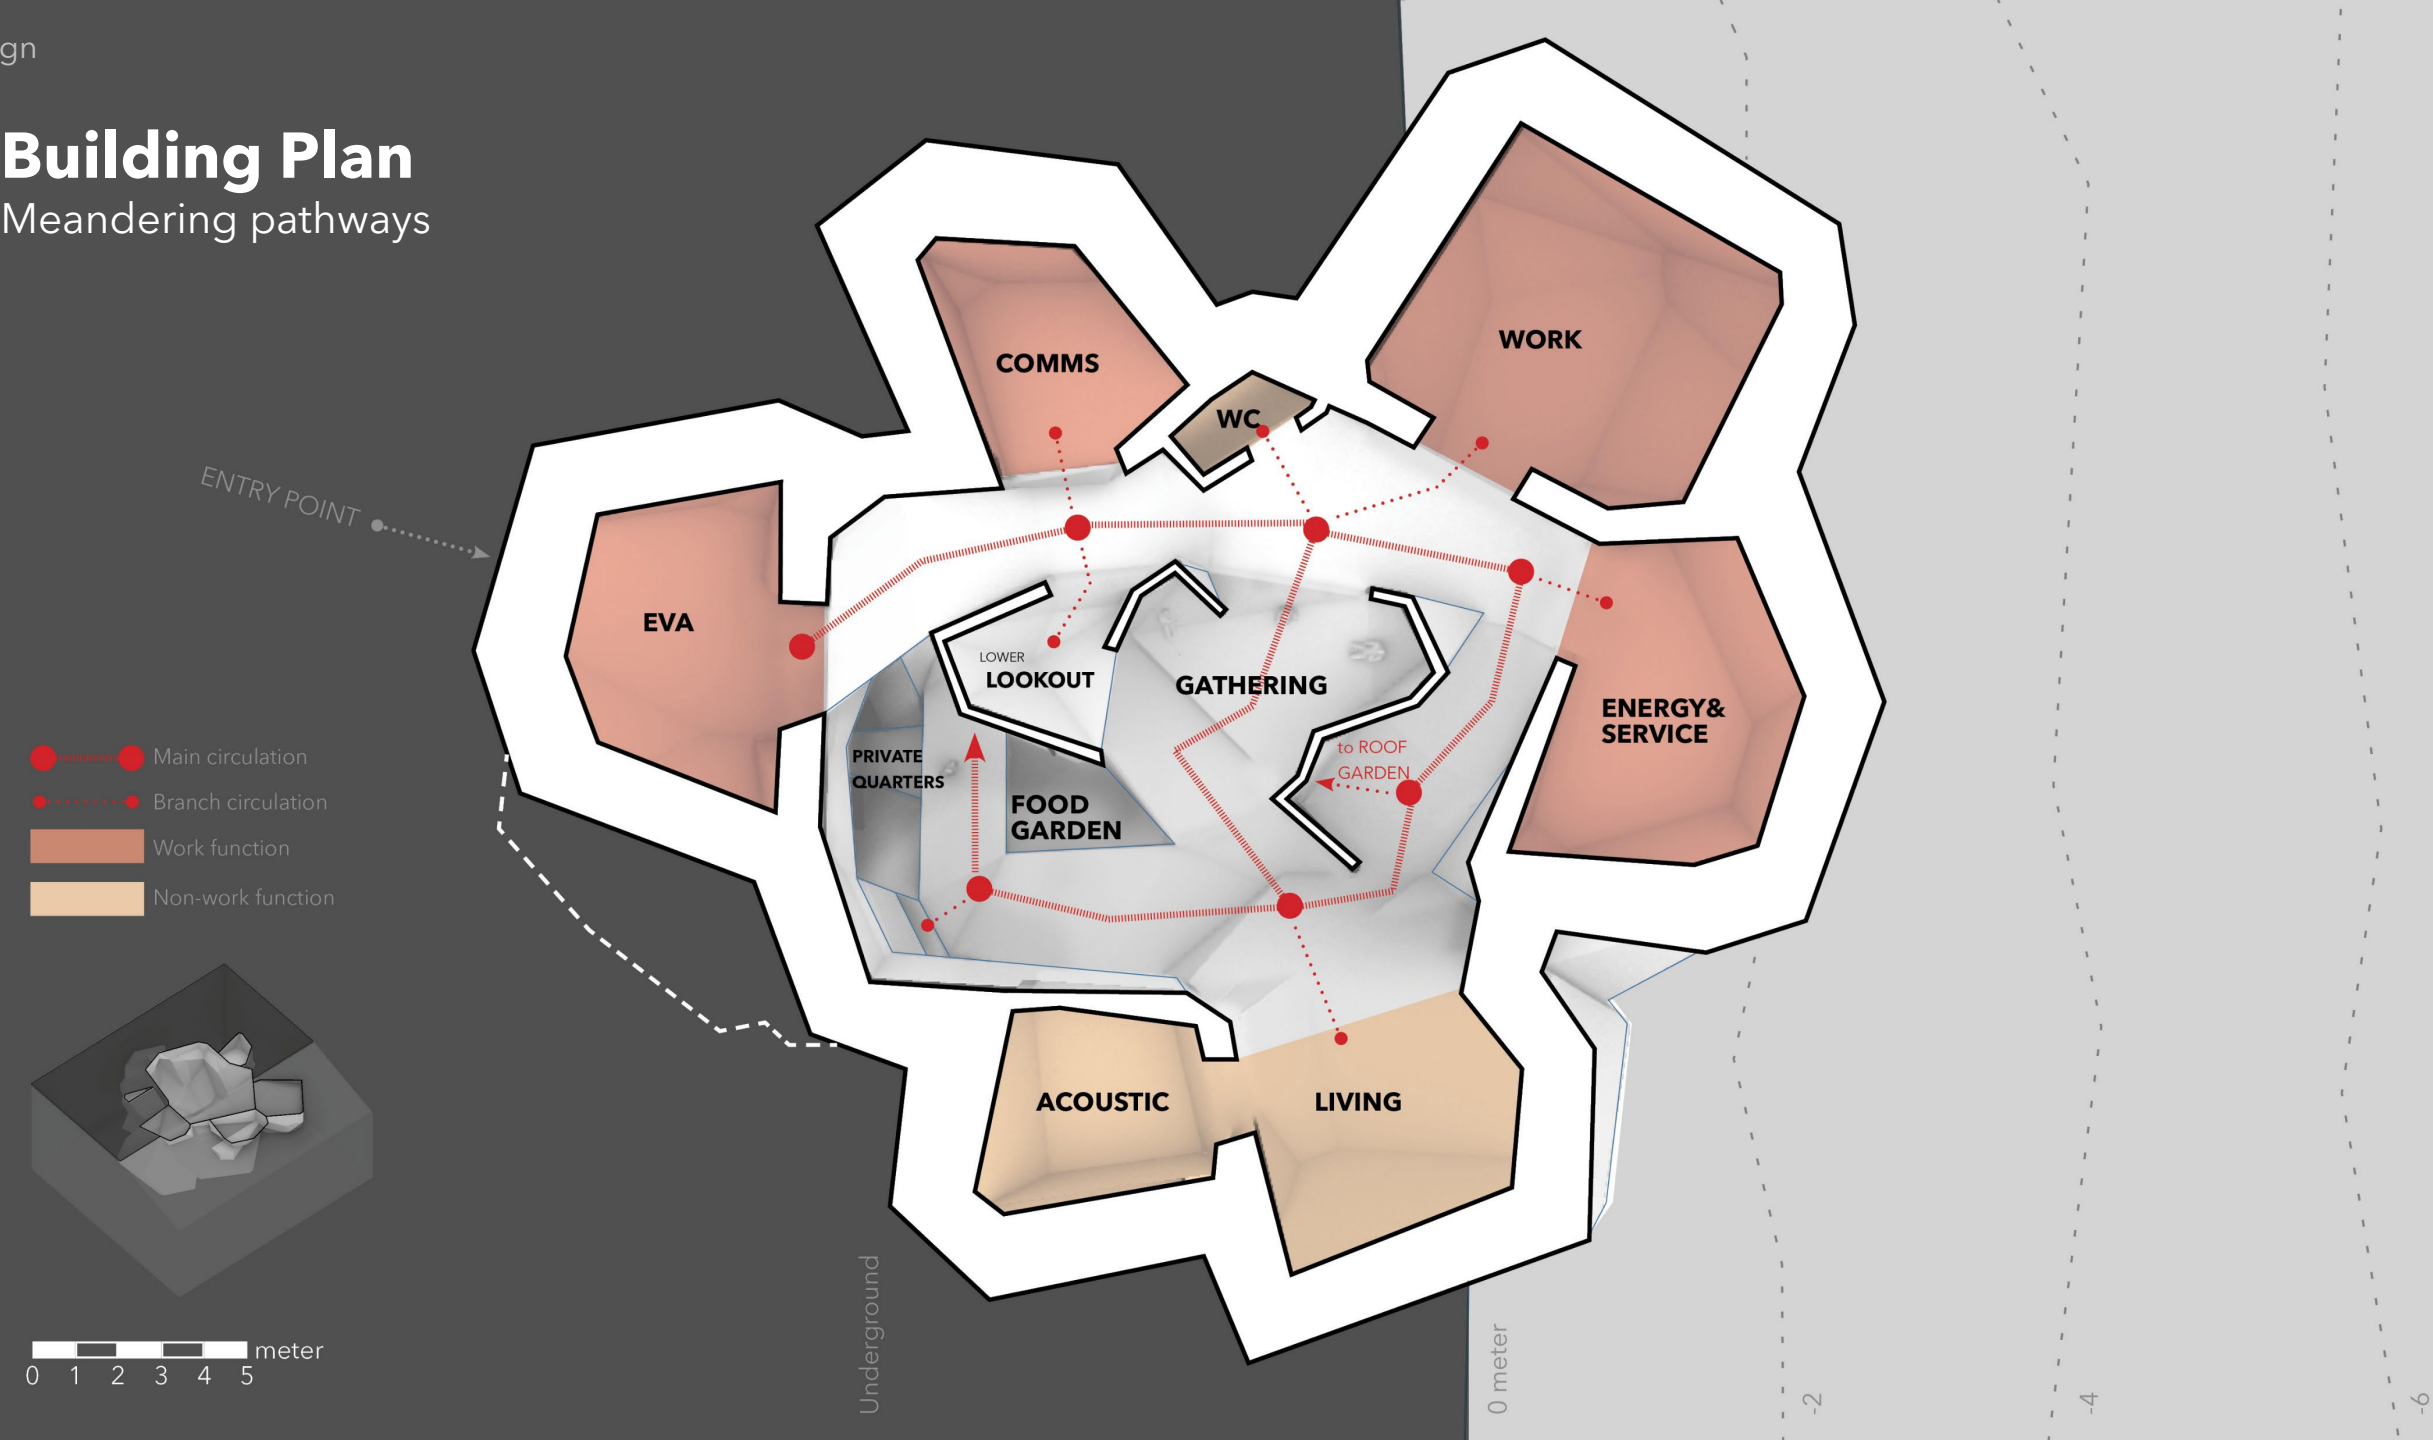 gn
Building Plan
Meandering pathways
COMMS
WORK
WC
ENTRY POINT
EVA
LOWER
LOOKOUT
GATHERING
ENERGY&
SERVICE
to ROOF
GARDEN
PRIVATE
QUARTERS
FOOD
GARDEN
Main circulation
Branch circulation
Work function
Non-work function
ACOUSTIC
LIVING
meter
0 1 2 3 4 5
Underground
0 meter
-2
-4
-6